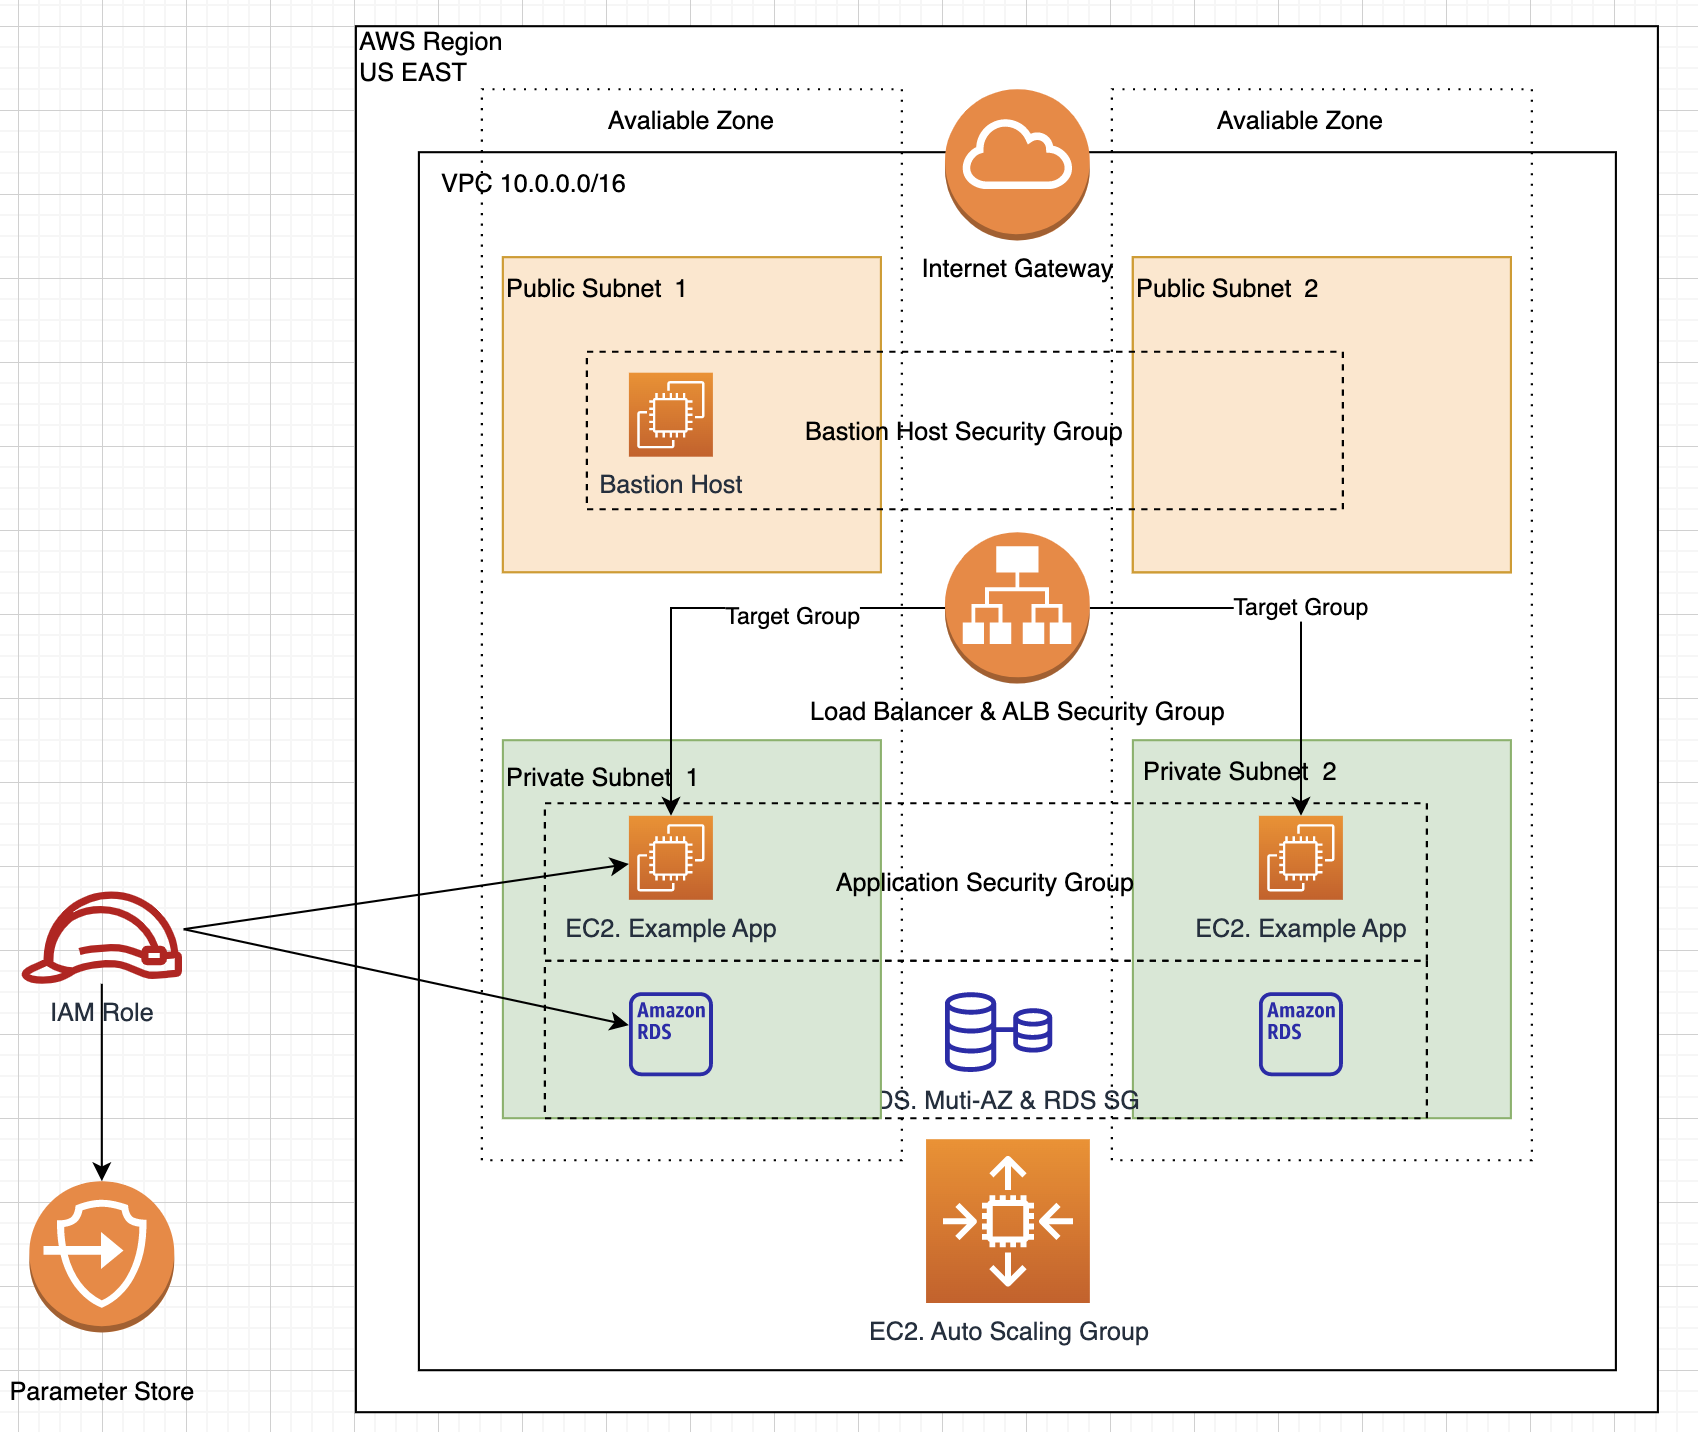 AWS Region
US EAST
Avaliable Zone
Avaliable Zone
VPC 10.0.0.0/16
Internet Gateway
Public Subnet  1
Public Subnet  2
Bastion Host Security Group
Bastion Host
Target Group
Target Group
Load Balancer & ALB Security Group
Private Subnet  1
Private Subnet  2
Application Security Group
EC2. Example App
EC2. Example App
IAM Role
Amazon
RDS
Amazon
RDS
DS. Muti-AZ & RDS SG
EC2. Auto Scaling Group
Parameter Store